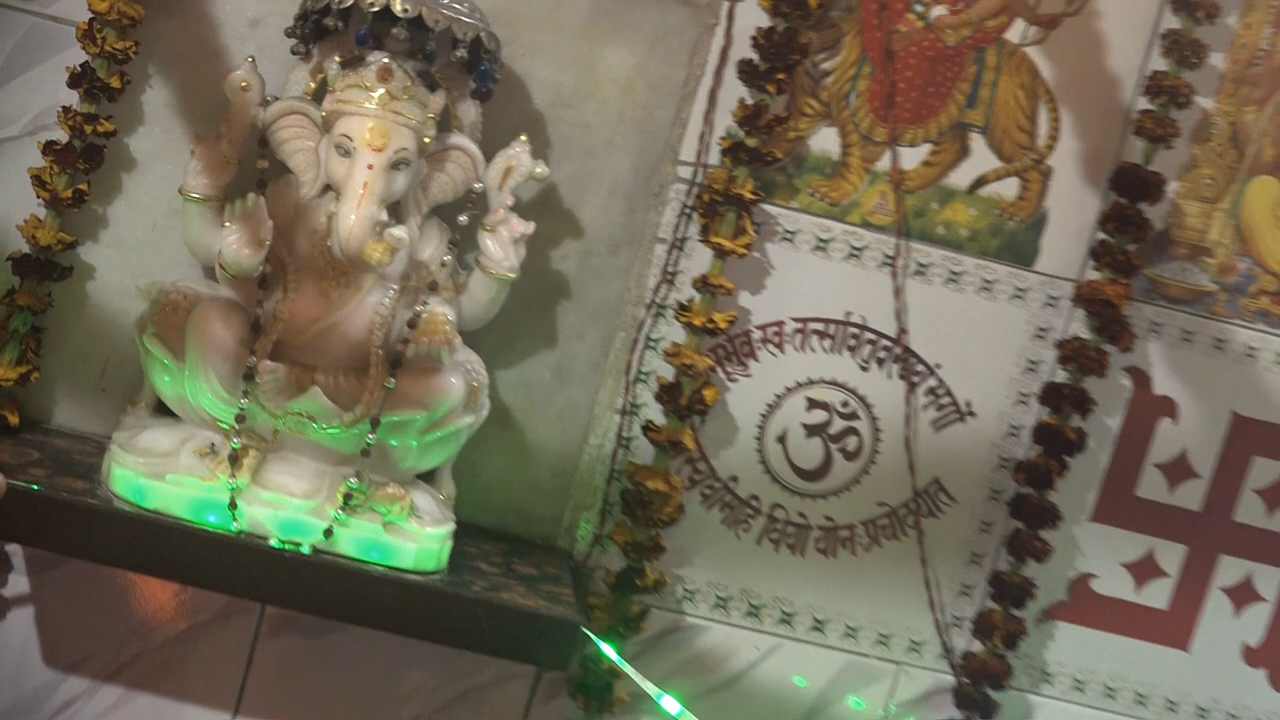 भूर्भुव:स्व:तत्सवितुवरेण्यं भर्गो
ॐ
धीमहि धियो योन:प्रचोदयात